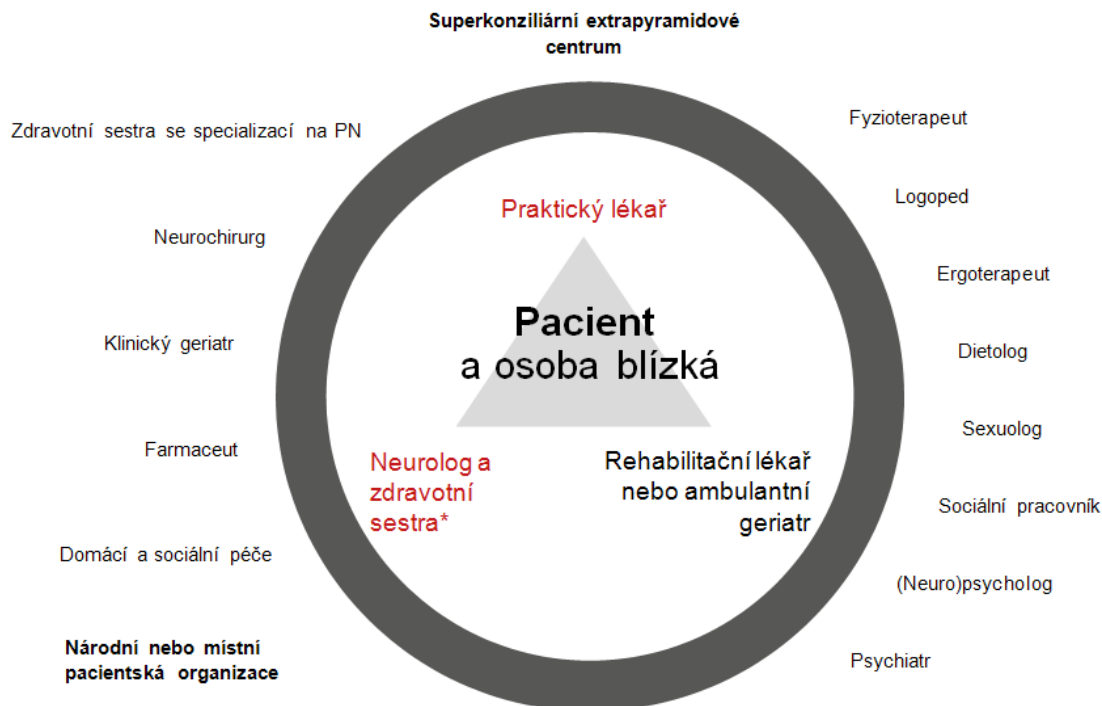 Superkonziliární extrapyramidové
centrum
Zdravotní sestra se specializací na PN
Neurochirurg
Klinický geriatr
Farmaceut
Domácí a sociální péče
Národní nebo místní
pacientská organizace
Praktický lékař
Pacient
a osoba blízká
Neurolog a
zdravotní
sestra*
Rehabilitační lékař
nebo ambulantní
geriatr
Fyzioterapeut
Logoped
Ergoterapeut
Dietolog
Sexuolog
Sociální pracovník
(Neuro)psycholog
Psychiatr